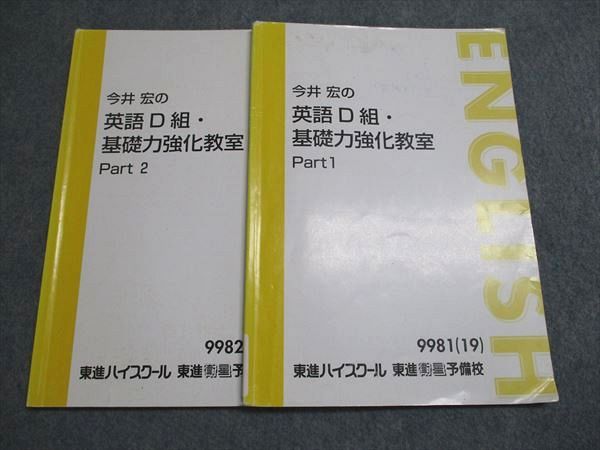 今井 宏の
英語D組・
基礎力強化教室
Part 2
9982
東進ハイスクール 東進衛星予
今井 宏の
英語D組・
基礎力強化教室
Part1
9981(19)
東進ハイスクール 東進衛星予備校
ENGLISH